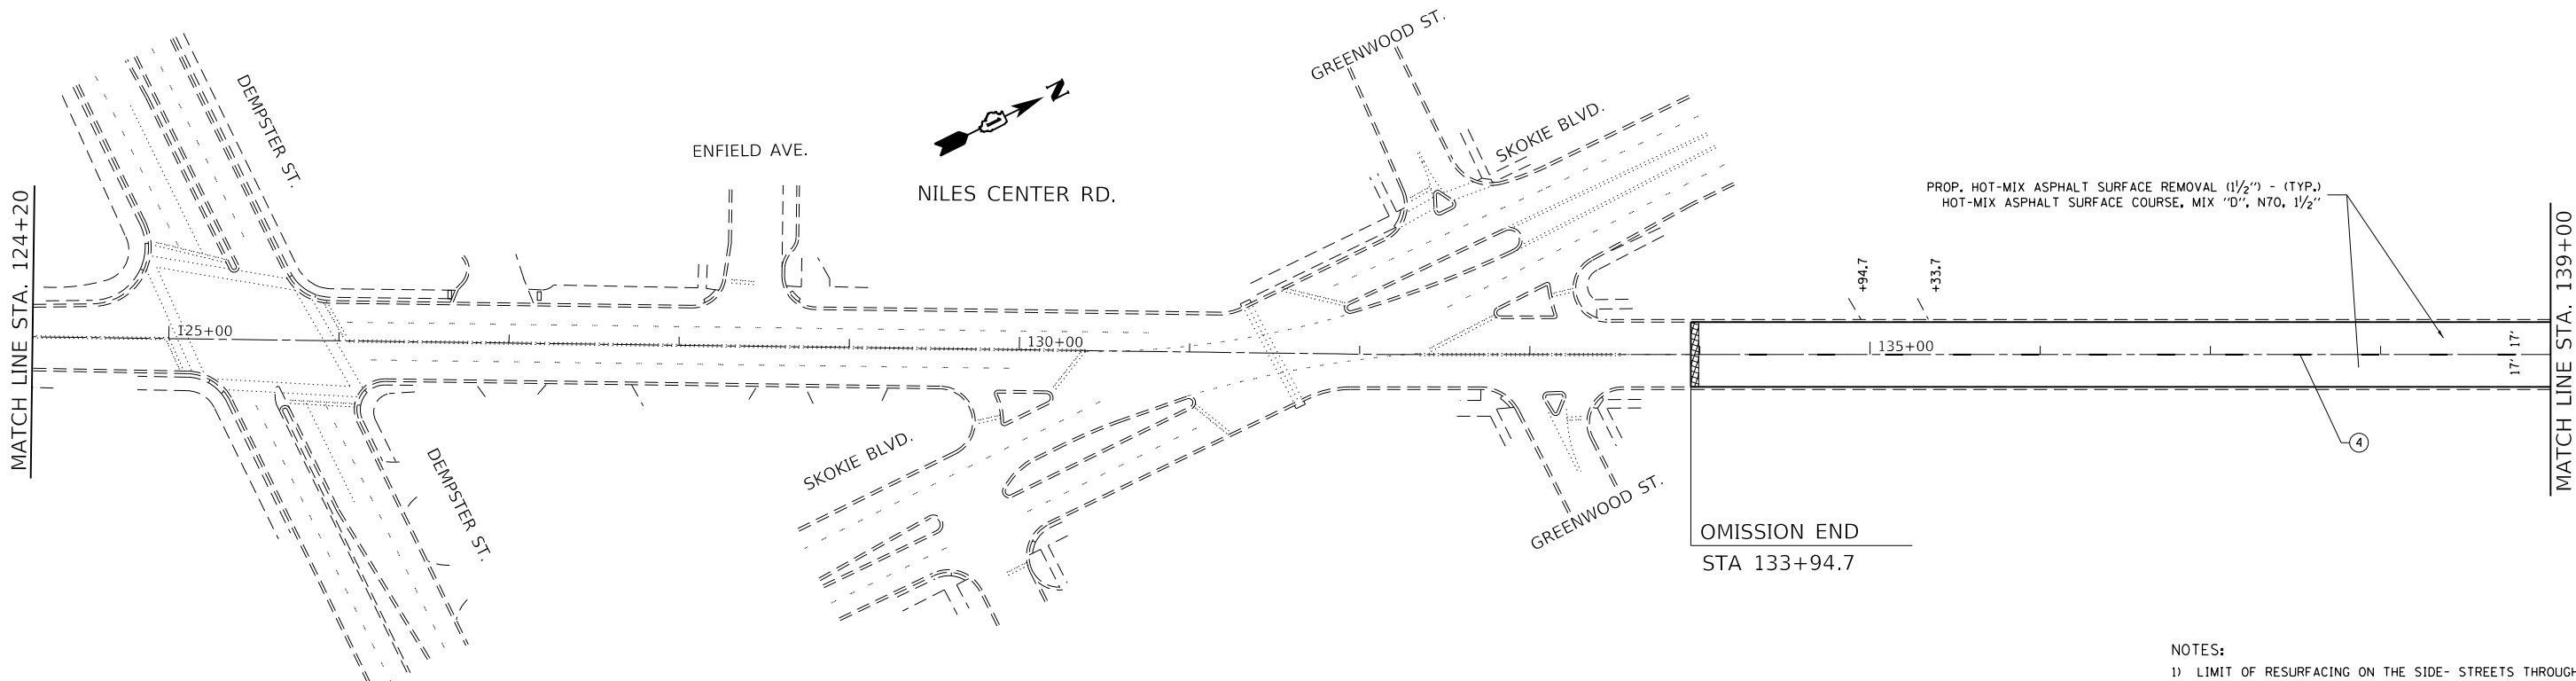 GREENWOOD ST.
DEMPSTER ST.
N
ENFIELD AVE.
SKOKIE BLVD.
NILES CENTER RD.
PROP. HOT-MIX ASPHALT SURFACE REMOVAL (1½") - (TYP.)
HOT-MIX ASPHALT SURFACE COURSE, MIX "D", N70, 1½"
MATCH LINE STA. 124+20
MATCH LINE STA. 139+00
+94.7
+33.7
125+00
130+00
135+00
17'
17'
4
SKOKIE BLVD.
DEMPSTER ST.
GREENWOOD ST.
OMISSION END
STA 133+94.7
NOTES:
1) LIMIT OF RESURFACING ON THE SIDE- STREETS THROUGH